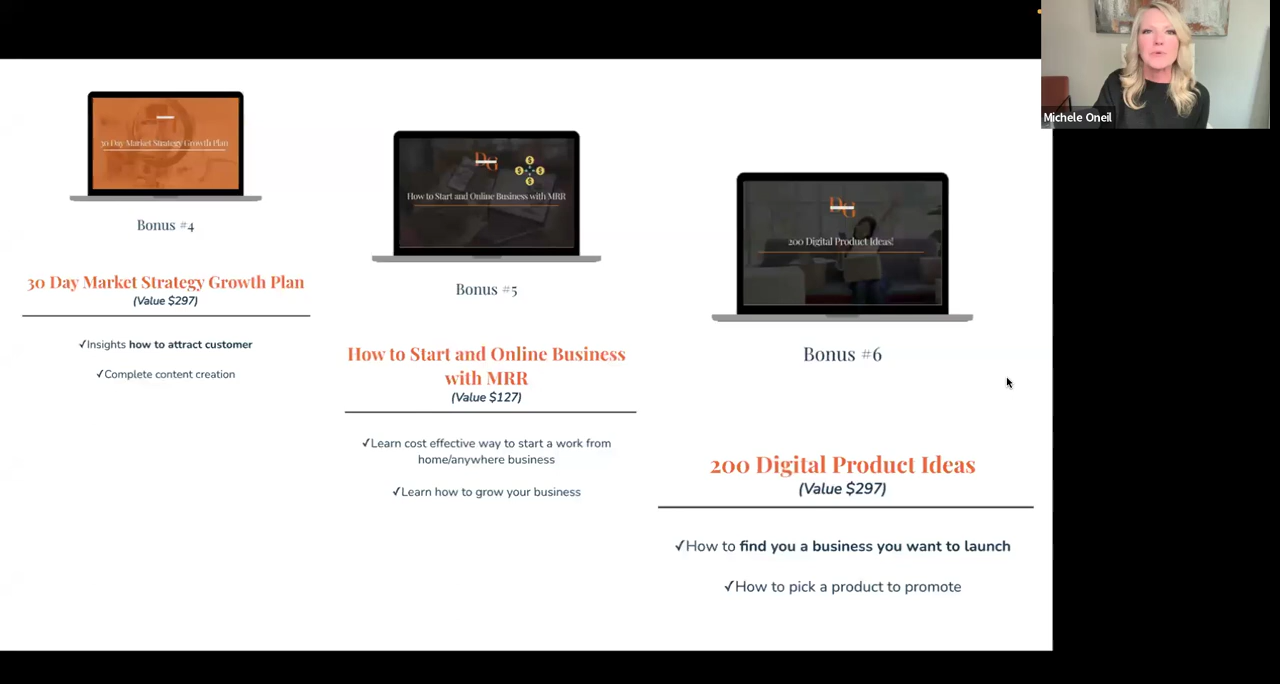 Michele Oneil
30 Day Market Strategy Growth Plan
Bonus #4
30 Day Market Strategy Growth Plan
(Value $297)
✓Insights how to attract customer
✓Complete content creation
DG
How to Start and Online Business with MRR
Bonus #5
How to Start and Online Business
with MRR
(Value $127)
✓Learn cost effective way to start a work from
home/anywhere business
✓Learn how to grow your business
DG
200 Digital Product Ideas!
Bonus #6
200 Digital Product Ideas
(Value $297)
✓How to find you a business you want to launch
✓How to pick a product to promote